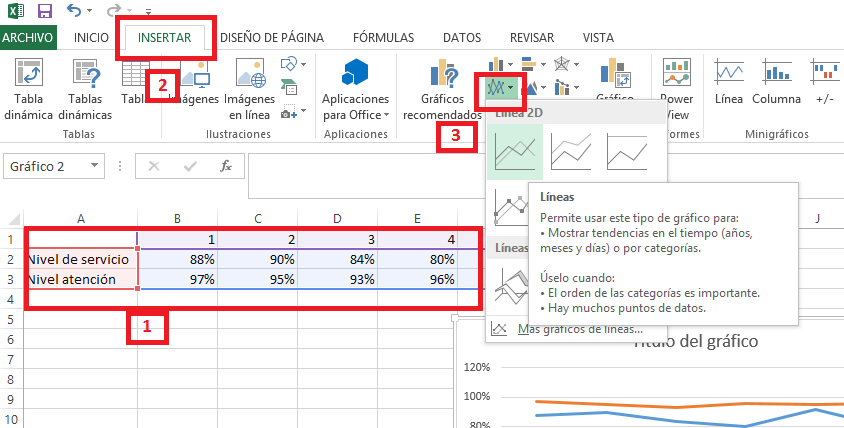 ARCHIVO INICIO INSERTAR DISEÑO DE PÁGINA FÓRMULAS DATOS REVISAR VISTA
Tabla
dinámica
Tablas
dinámicas
Imágenes
Imágenes
en línea
Aplicaciones
para Office
Gráficos
recomendados
Gráfico
Power
View
Línea Columna +/-
Tablas Ilustraciones Aplicaciones Minigráficos
2
3
Línea 2D
Gráfico 2
fx
Líneas
Permite usar este tipo de gráfico para:
• Mostrar tendencias en el tiempo (años,
meses y días) o por categorías.
Úselo cuando:
• El orden de las categorías es importante.
• Hay muchos puntos de datos.
Líneas
Más gráficos de líneas...
A B C D E J
1 1 2 3 4
2 Nivel de servicio 88% 90% 84% 80%
3 Nivel atención 97% 95% 93% 96%
4
5
6
7
8
9
10
1
Título del gráfico
120%
100%
80%